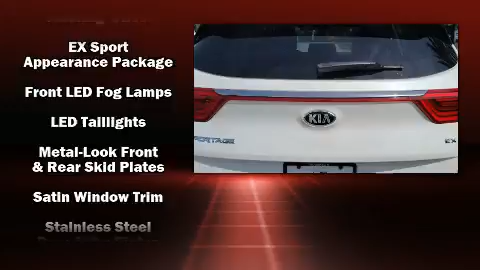 EX Sport
Appearance Package
Front LED Fog Lamps
LED Taillights
Metal-Look Front
& Rear Skid Plates
Satin Window Trim
Stainless Steel
KIA
EX